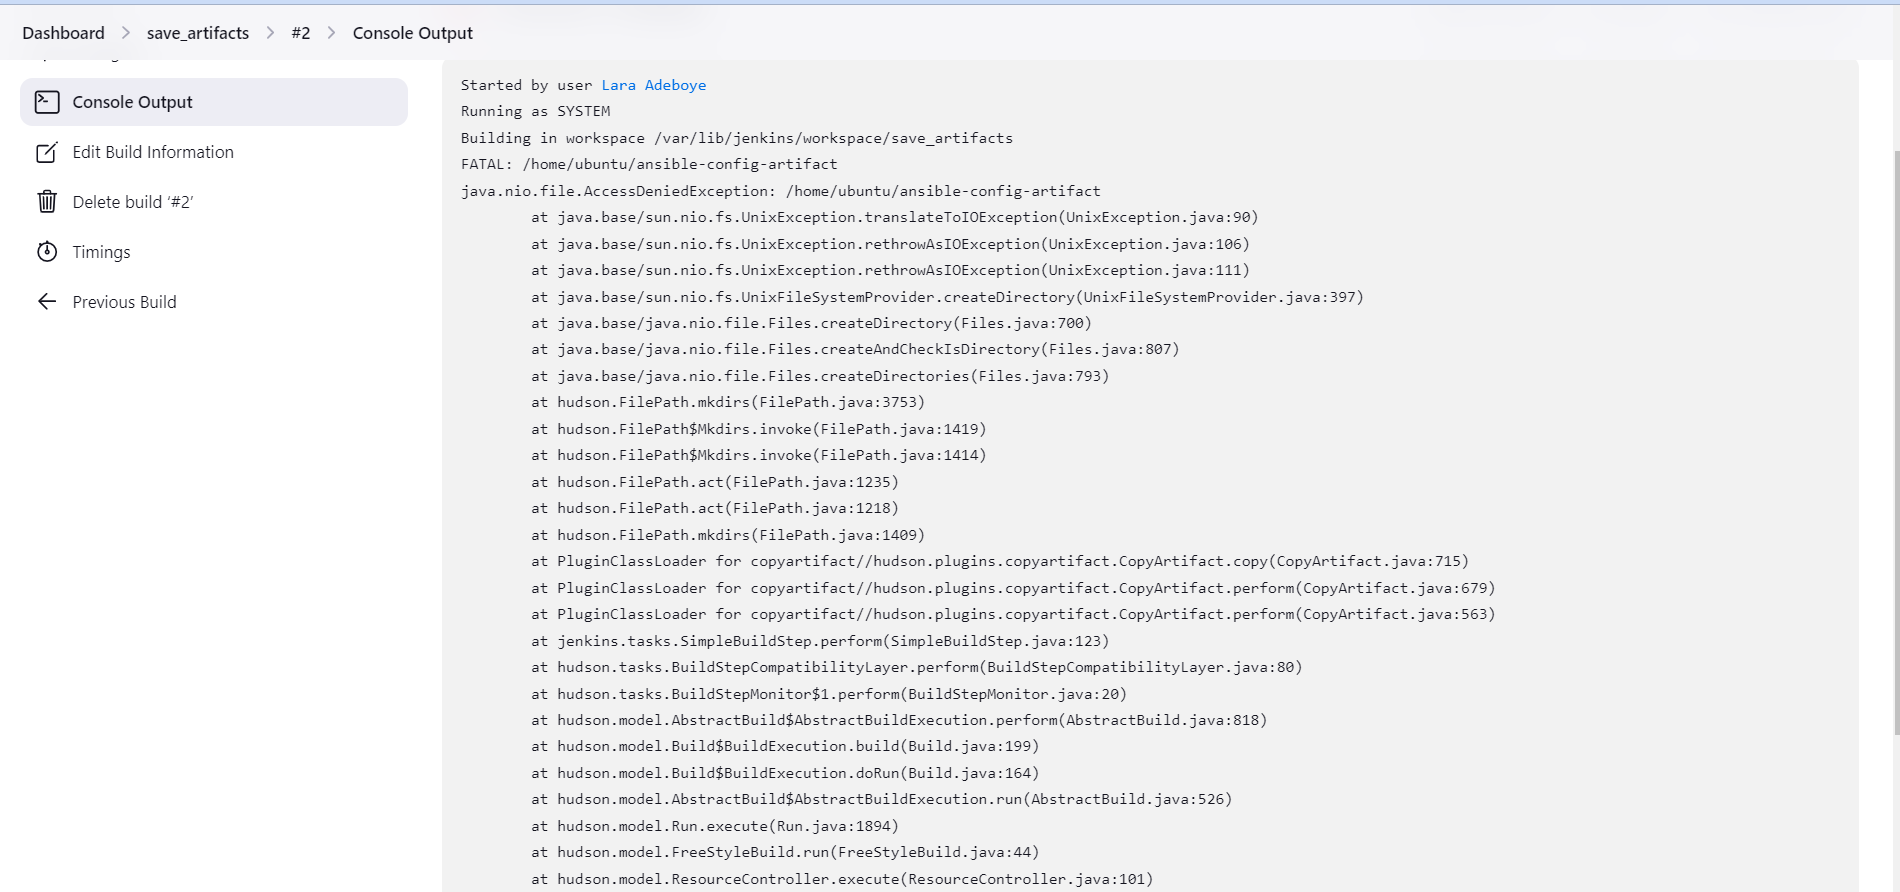 Dashboard > save_artifacts > #2 > Console Output
Console Output
Edit Build Information
Delete build ‘#2’
Timings
Previous Build
Started by user Lara Adeboye
Running as SYSTEM
Building in workspace /var/lib/jenkins/workspace/save_artifacts
FATAL: /home/ubuntu/ansible-config-artifact
java.nio.file.AccessDeniedException: /home/ubuntu/ansible-config-artifact
at java.base/sun.nio.fs.UnixException.translateToIOException(UnixException.java:90)
at java.base/sun.nio.fs.UnixException.rethrowAsIOException(UnixException.java:106)
at java.base/sun.nio.fs.UnixException.rethrowAsIOException(UnixException.java:111)
at java.base/sun.nio.fs.UnixFileSystemProvider.createDirectory(UnixFileSystemProvider.java:397)
at java.base/java.nio.file.Files.createDirectory(Files.java:700)
at java.base/java.nio.file.Files.createAndCheckIsDirectory(Files.java:807)
at java.base/java.nio.file.Files.createDirectories(Files.java:793)
at hudson.FilePath.mkdirs(FilePath.java:3753)
at hudson.FilePath$Mkdirs.invoke(FilePath.java:1419)
at hudson.FilePath$Mkdirs.invoke(FilePath.java:1414)
at hudson.FilePath.act(FilePath.java:1235)
at hudson.FilePath.act(FilePath.java:1218)
at hudson.FilePath.mkdirs(FilePath.java:1409)
at PluginClassLoader for copyartifact//hudson.plugins.copyartifact.CopyArtifact.copy(CopyArtifact.java:715)
at PluginClassLoader for copyartifact//hudson.plugins.copyartifact.CopyArtifact.perform(CopyArtifact.java:679)
at PluginClassLoader for copyartifact//hudson.plugins.copyartifact.CopyArtifact.perform(CopyArtifact.java:563)
at jenkins.tasks.SimpleBuildStep.perform(SimpleBuildStep.java:123)
at hudson.tasks.BuildStepCompatibilityLayer.perform(BuildStepCompatibilityLayer.java:80)
at hudson.tasks.BuildStepMonitor$1.perform(BuildStepMonitor.java:20)
at hudson.model.AbstractBuild$AbstractBuildExecution.perform(AbstractBuild.java:818)
at hudson.model.Build$BuildExecution.build(Build.java:199)
at hudson.model.Build$BuildExecution.doRun(Build.java:164)
at hudson.model.AbstractBuild$AbstractBuildExecution.run(AbstractBuild.java:526)
at hudson.model.Run.execute(Run.java:1894)
at hudson.model.FreeStyleBuild.run(FreeStyleBuild.java:44)
at hudson.model.ResourceController.execute(ResourceController.java:101)